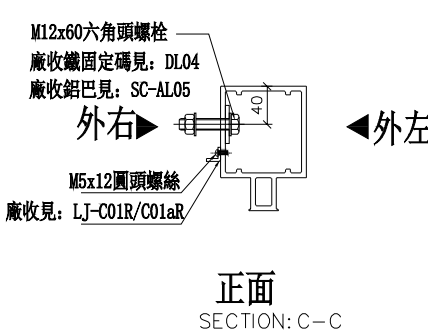 M12x60六角頭螺栓
廠收鐵固定碼見: DL04
廠收鋁巴見: SC-AL05
40
外右
外左
M5x12圓頭螺絲
廠收見: LJ-C01R/C01aR
正面
SECTION: C-C